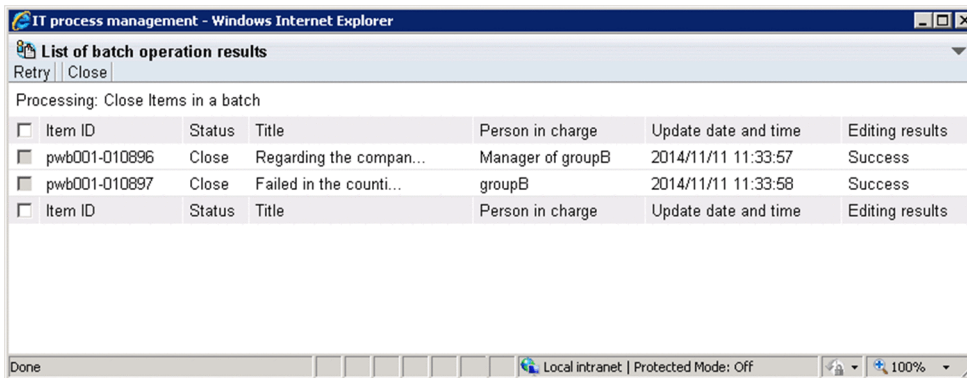 IT process management - Windows Internet Explorer
List of batch operation results
Retry Close
Processing: Close Items in a batch
Item ID Status Title Person in charge Update date and time Editing results
pwb001-010896 Close Regarding the compan... Manager of groupB 2014/11/11 11:33:57 Success
pwb001-010897 Close Failed in the counti... groupB 2014/11/11 11:33:58 Success
Item ID Status Title Person in charge Update date and time Editing results
Done Local intranet | Protected Mode: Off 100%